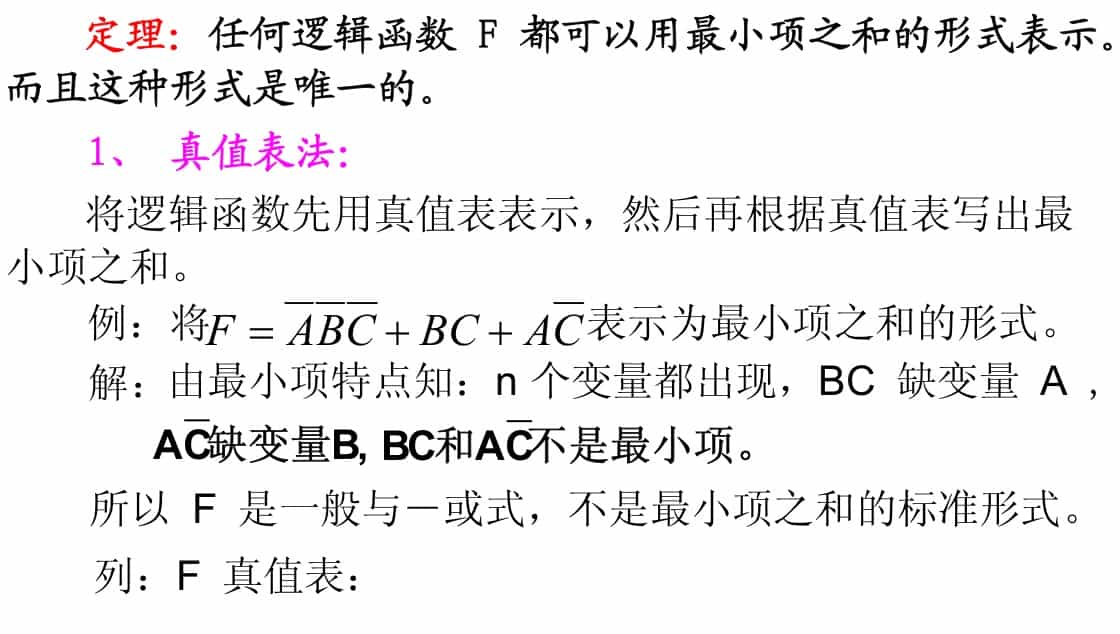 定理：任何逻辑函数 F 都可以用最小项之和的形式表示。
而且这种形式是唯一的。
1、 真值表法：
将逻辑函数先用真值表表示，然后再根据真值表写出最
小项之和。
例：将F = A̅B̅C̅ + BC + AC̅表示为最小项之和的形式。
解：由最小项特点知：n 个变量都出现，BC 缺变量 A ,
AC̅缺变量B, BC和AC̅不是最小项。
所以 F 是一般与－或式，不是最小项之和的标准形式。
列：F 真值表：